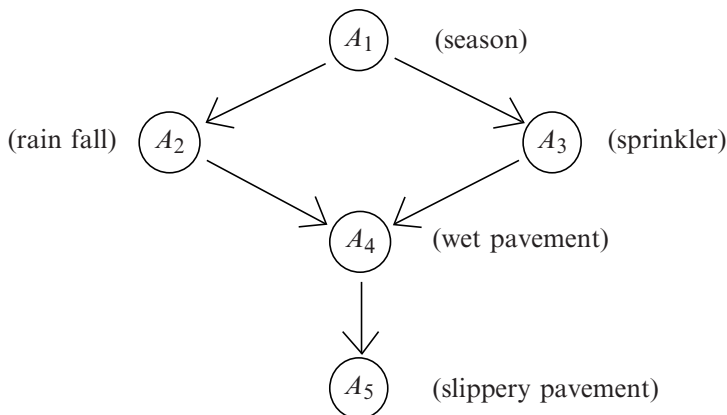 A1 (season)
(rain fall) A2 A3 (sprinkler)
A4 (wet pavement)
A5 (slippery pavement)